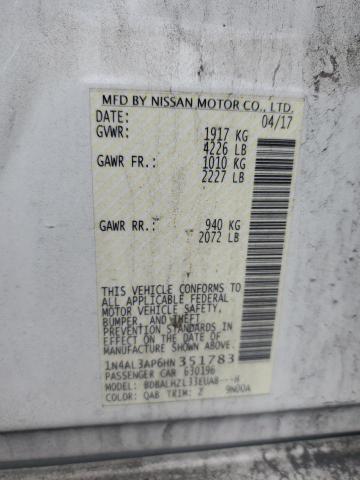 MFD BY NISSAN MOTOR CO., LTD.
DATE: 04/17
GVWR: 1917 KG
4226 LB
GAWR FR.: 1010 KG
2227 LB
GAWR RR.: 940 KG
2072 LB
THIS VEHICLE CONFORMS TO
ALL APPLICABLE FEDERAL
MOTOR VEHICLE SAFETY,
BUMPER, AND THEFT
PREVENTION STANDARDS
IN EFFECT ON THE DATE OF
MANUFACTURE SHOWN ABOVE.
1N4AL3AP6HN 351783
PASSENGER CAR 630196
MODEL: BDBALHZL33EUA8---H
COLOR: QAB TRIM: Z 9N00A